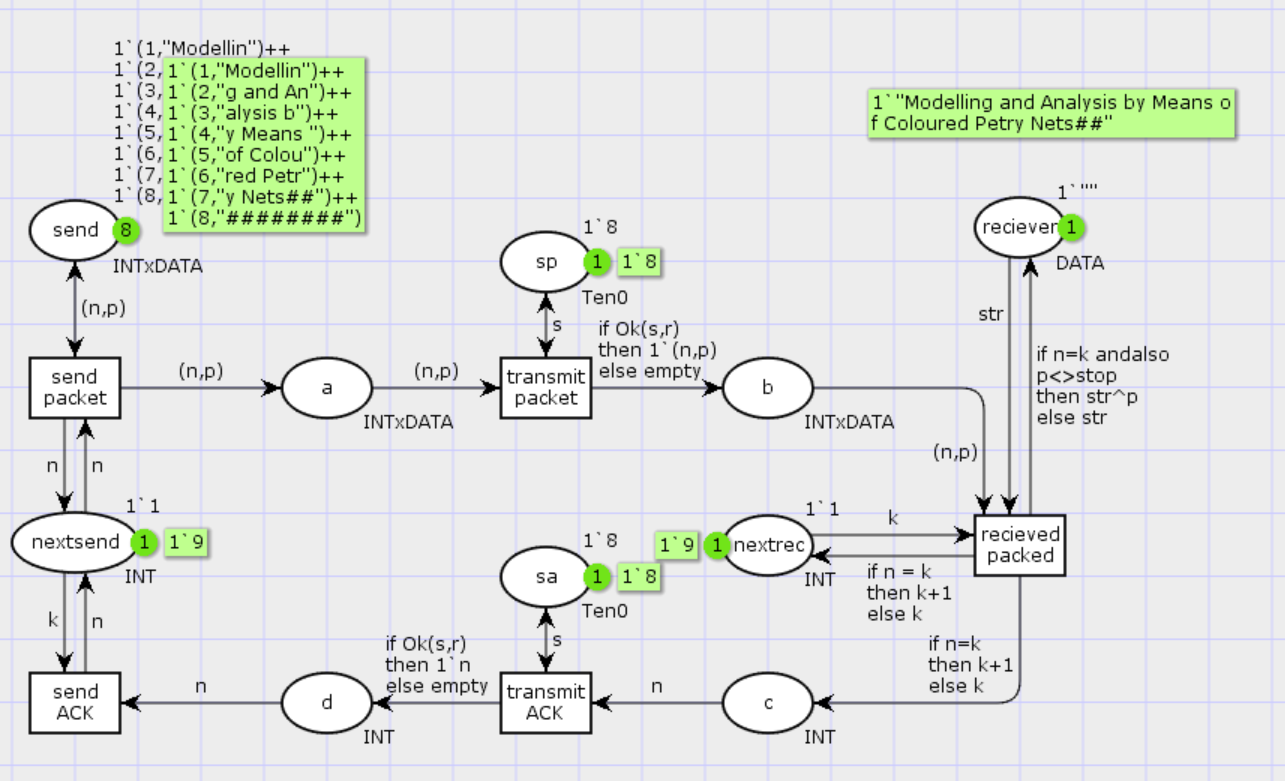 1`(1,"Modellin")++
1`(2,
1`(3,
1`(4,
1`(5,
1`(6,
1`(7,
1`(8,
1`(1,"Modellin")++
1`(2,"g and An")++
1`(3,"alysis b")++
1`(4,"y Means ")++
1`(5,"of Colou")++
1`(6,"red Petr")++
1`(7,"y Nets##")++
1`(8,"########")
1`"Modelling and Analysis by Means o
f Coloured Petry Nets##"
send
8
INTxDATA
1`8
sp
1
1`8
Ten0
1`""
reciever
1
DATA
(n,p)
s
str
send
packet
(n,p)
a
INTxDATA
(n,p)
transmit
packet
if Ok(s,r)
then 1`(n,p)
else empty
b
INTxDATA
(n,p)
if n=k andalso
p<>stop
then str^p
else str
n
n
1`1
nextsend
1
1`9
INT
1`8
sa
1
1`8
Ten0
1`9
1
1`1
nextrec
INT
k
recieved
packed
if n = k
then k+1
else k
k
n
s
if n=k
then k+1
else k
send
ACK
n
d
INT
if Ok(s,r)
then 1`n
else empty
transmit
ACK
n
c
INT